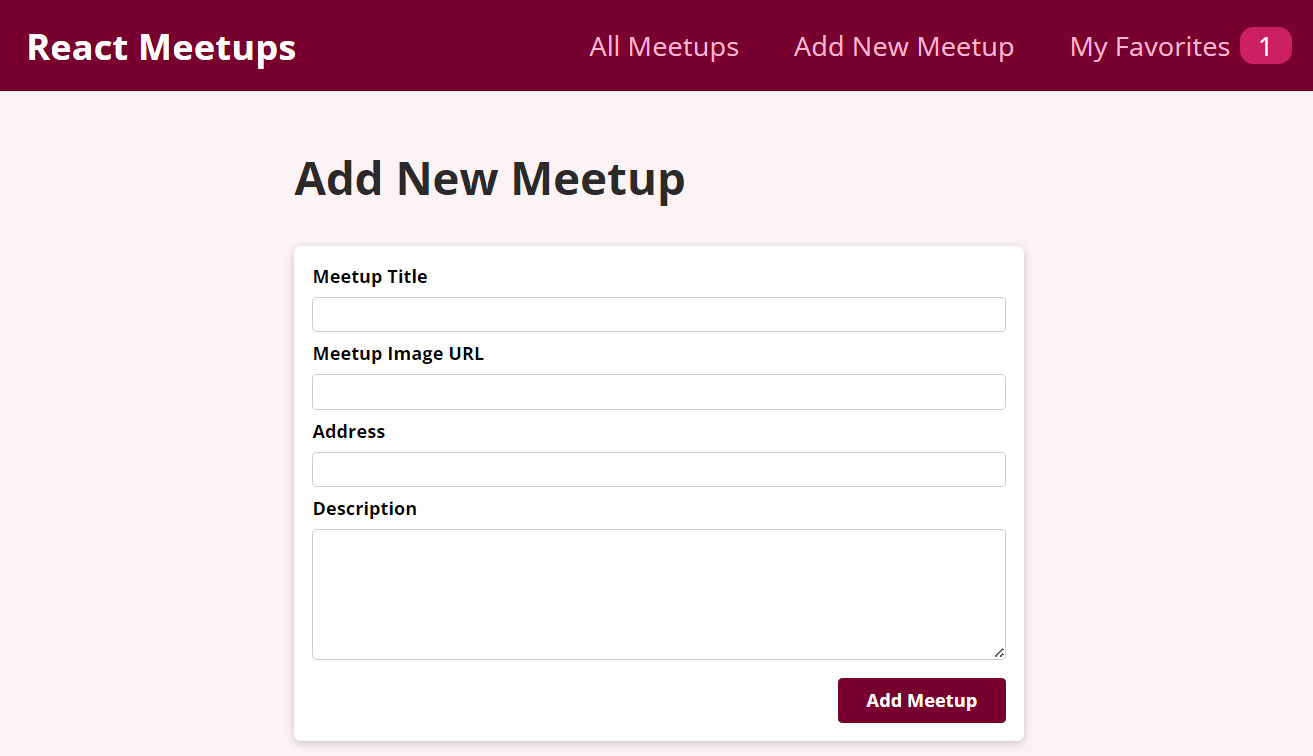 React Meetups All Meetups Add New Meetup My Favorites 1
Add New Meetup
Meetup Title
Meetup Image URL
Address
Description
Add Meetup